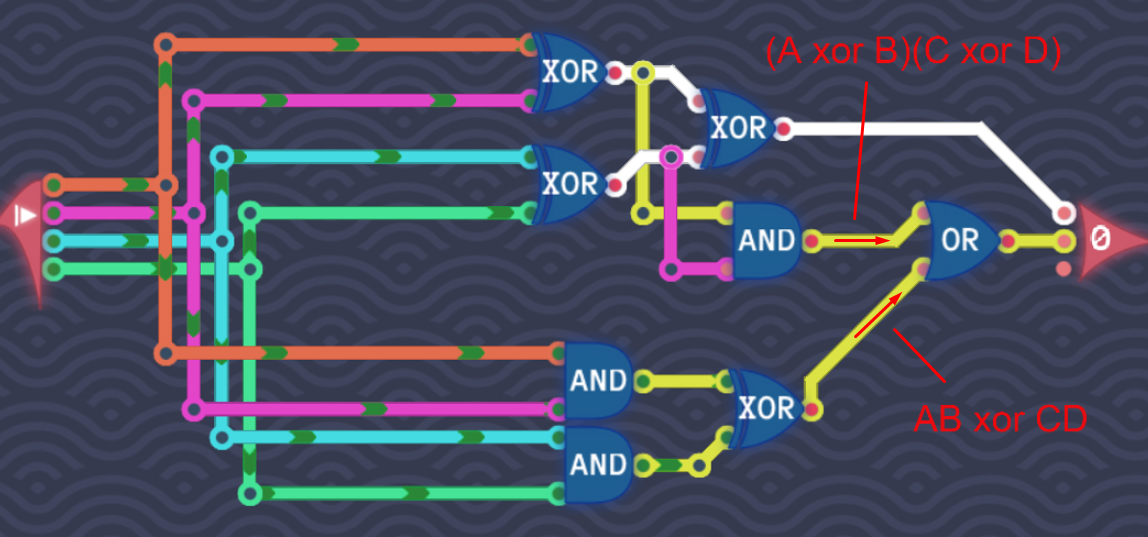 (A xor B)(C xor D)
XOR
XOR
XOR
AND
OR
0
AND
XOR
AND
AB xor CD